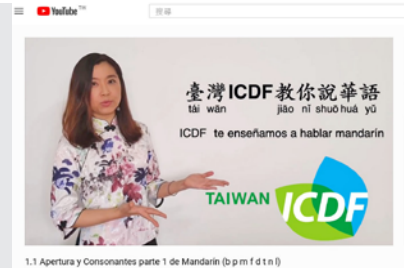 YouTube TW
搜尋
臺灣ICDF教你說華語
tái wān jiāo nǐ shuō huá yǔ
ICDF te enseñamos a hablar mandarín
TAIWAN ICDF
1.1 Apertura y Consonantes parte 1 de Mandarín (b p m f d t n l)